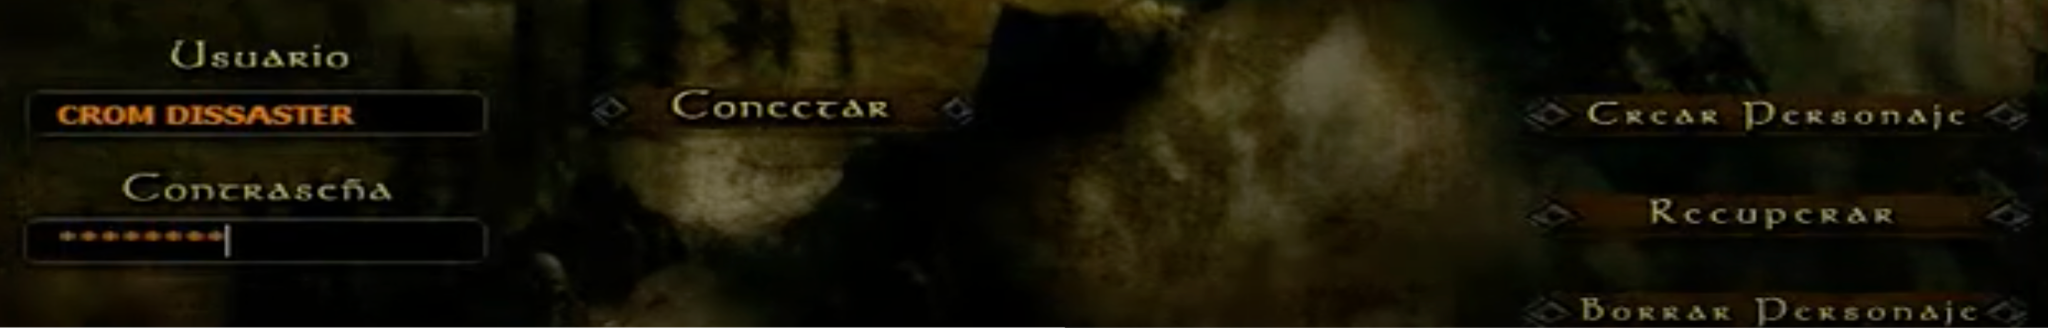 Usuario
CROM DISSASTER
Conectar
Crear Personaje
Contraseña
********
Recuperar
Borrar Personaje